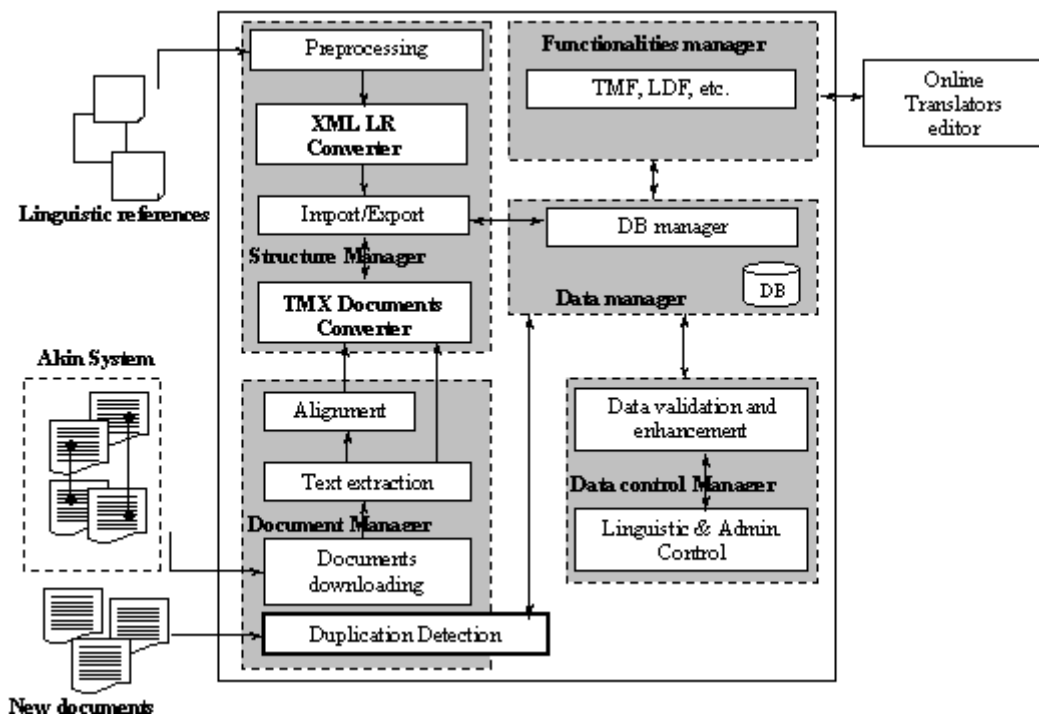 Preprocessing
XML LR
Converter
Import/Export
Structure Manager
TMX Documents
Converter
Functionalities manager
TMF, LDF, etc.
Online
Translators
editor
DB manager
DB
Data manager
Linguistic references
Akin System
Alignment
Text extraction
Document Manager
Documents
downloading
Duplication Detection
Data validation and
enhancement
Data control Manager
Linguistic & Admin.
Control
New documents